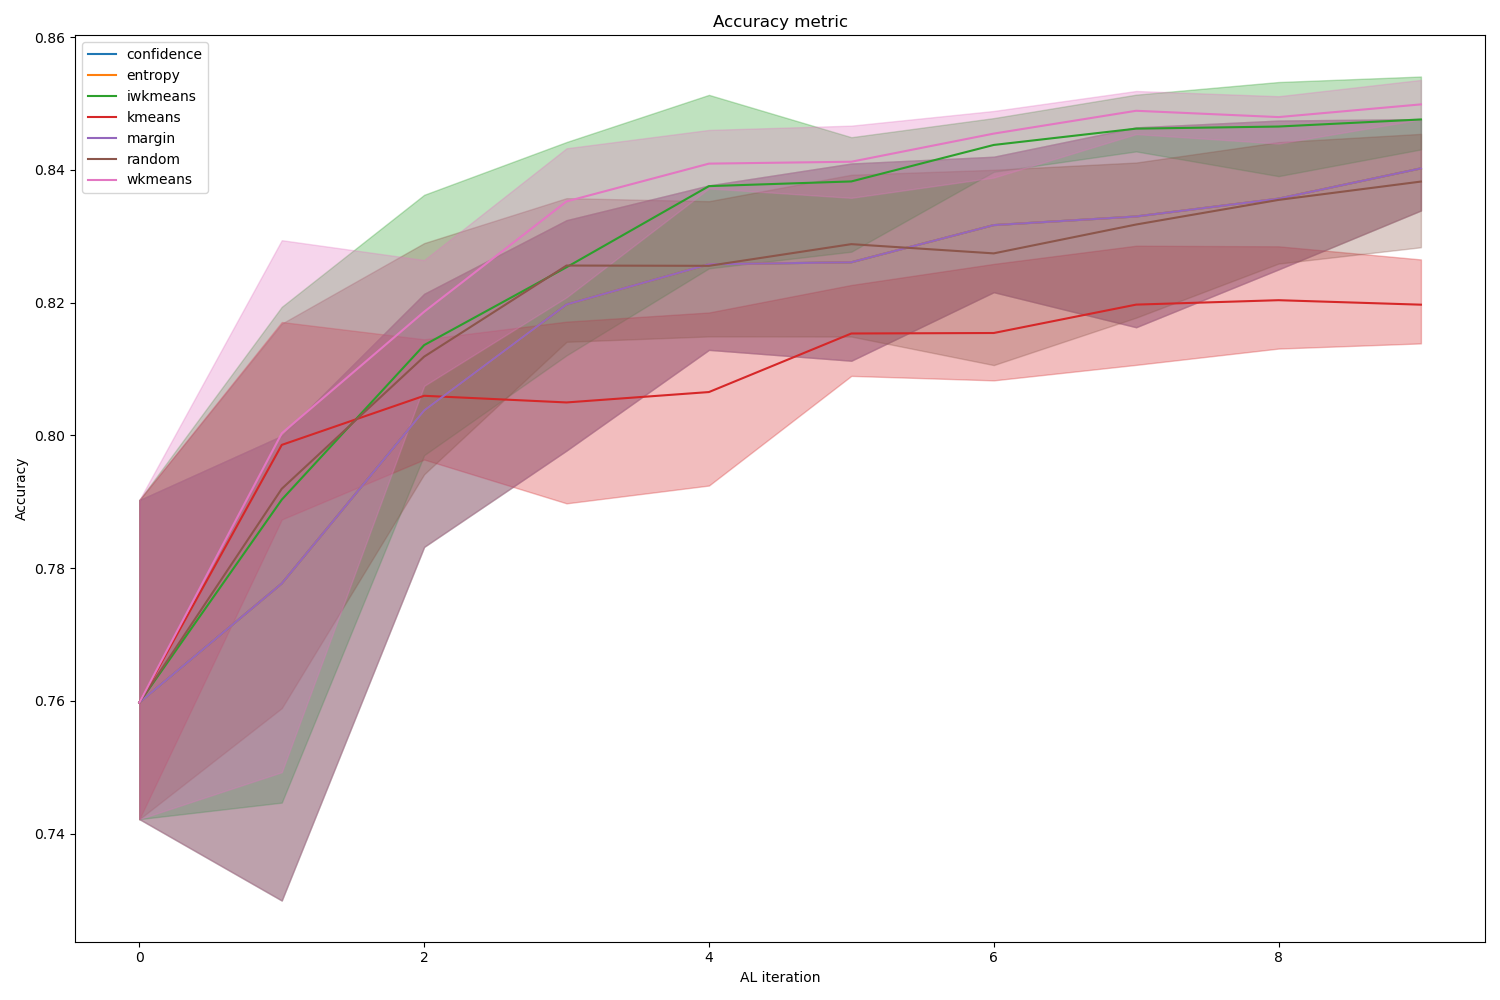 Accuracy metric
0.86
0.84
0.82
0.80
0.78
0.76
0.74
Accuracy
confidence
entropy
iwkmeans
kmeans
margin
random
wkmeans
0
2
4
6
8
AL iteration